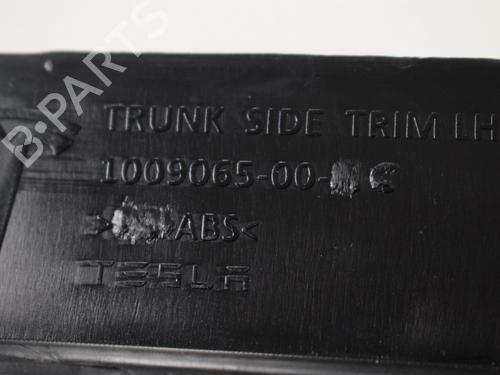 B-PARTS
TRUNK SIDE TRIM LH
1009065-00- C
> ABS<
TESLA